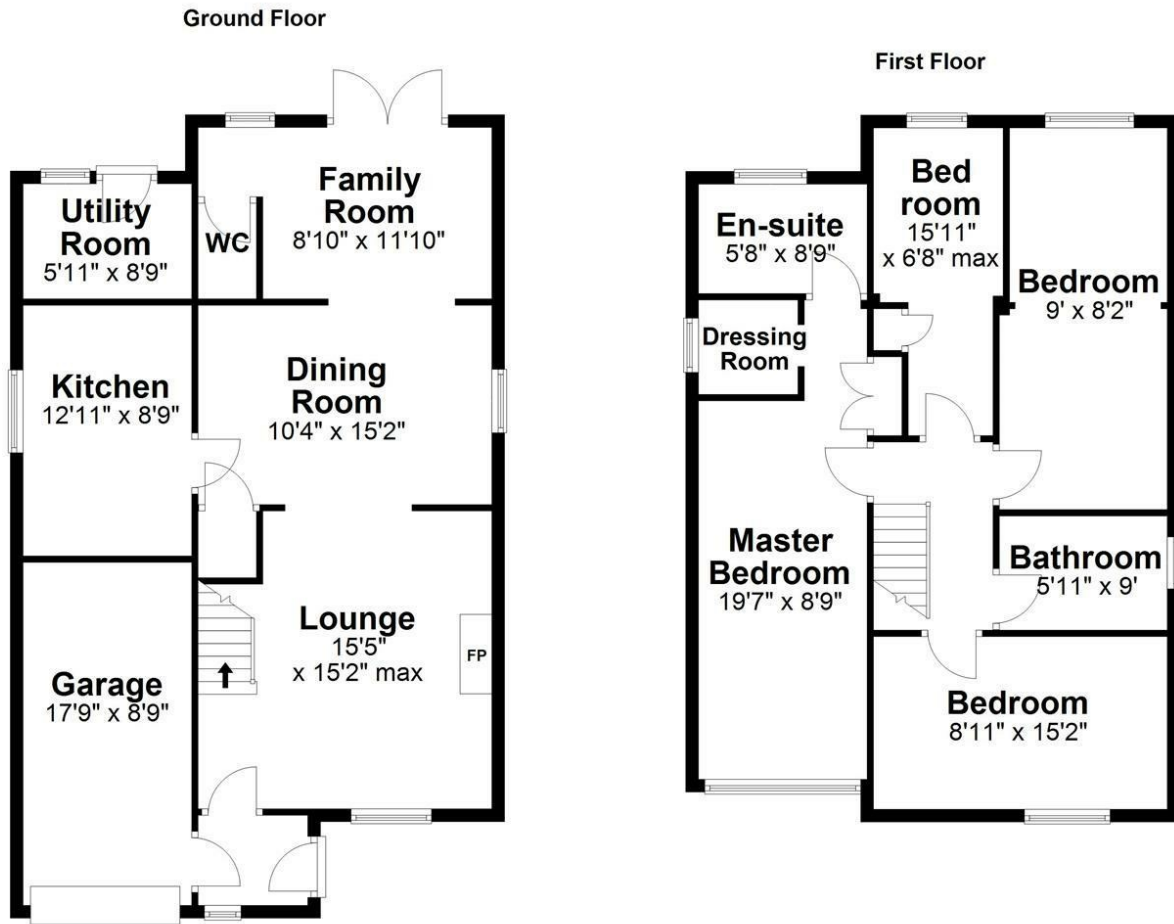 Ground Floor
Family
Room
8'10" x 11'10"
Utility
Room
5'11" x 8'9"
WC
Kitchen
12'11" x 8'9"
Dining
Room
10'4" x 15'2"
Lounge
15'5"
x 15'2" max
FP
Garage
17'9" x 8'9"
First Floor
Bed
room
15'11"
x 6'8" max
En-suite
5'8" x 8'9"
Bedroom
9' x 8'2"
Dressing
Room
Master
Bedroom
19'7" x 8'9"
Bathroom
5'11" x 9'
Bedroom
8'11" x 15'2"